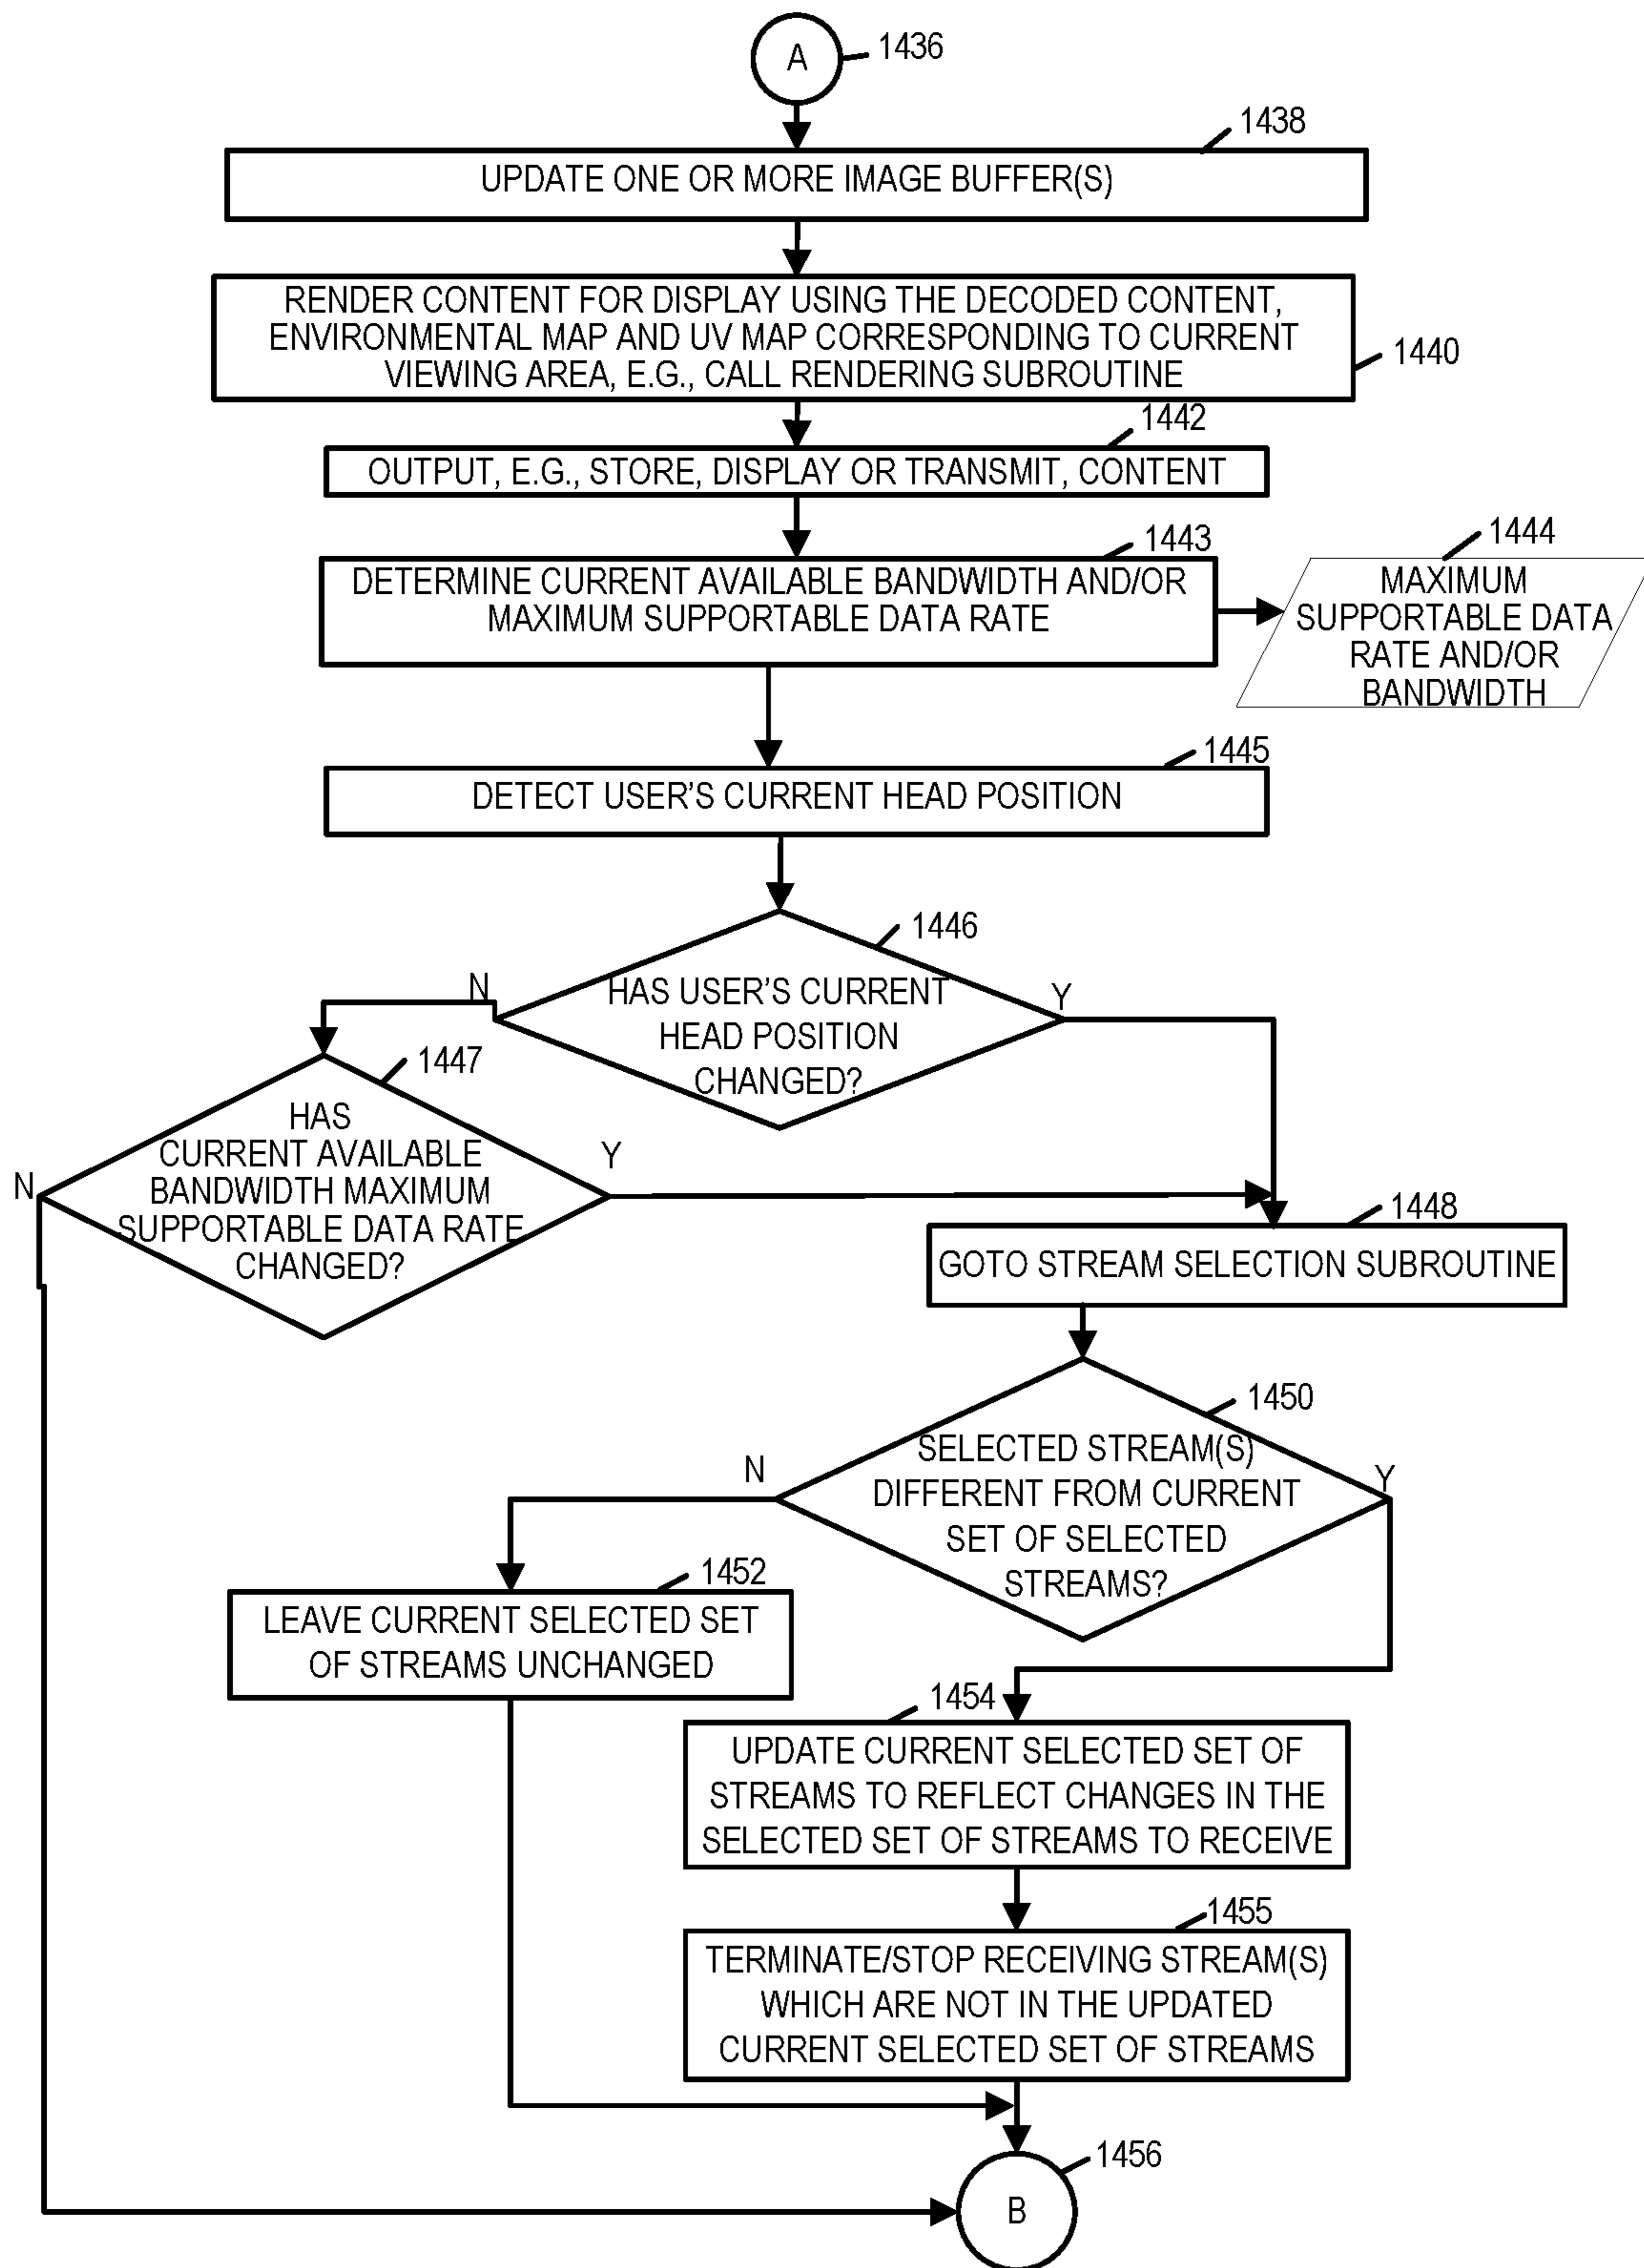 A
1436
1438
UPDATE ONE OR MORE IMAGE BUFFER(S)
RENDER CONTENT FOR DISPLAY USING THE DECODED CONTENT,
ENVIRONMENTAL MAP AND UV MAP CORRESPONDING TO CURRENT
VIEWING AREA, E.G., CALL RENDERING SUBROUTINE
1440
1442
OUTPUT, E.G., STORE, DISPLAY OR TRANSMIT, CONTENT
1443
DETERMINE CURRENT AVAILABLE BANDWIDTH AND/OR
MAXIMUM SUPPORTABLE DATA RATE
1444
MAXIMUM
SUPPORTABLE DATA
RATE AND/OR
BANDWIDTH
1445
DETECT USER'S CURRENT HEAD POSITION
1446
HAS USER'S CURRENT
HEAD POSITION
CHANGED?
N
Y
1447
HAS
CURRENT AVAILABLE
BANDWIDTH MAXIMUM
SUPPORTABLE DATA RATE
CHANGED?
N
Y
1448
GOTO STREAM SELECTION SUBROUTINE
1450
SELECTED STREAM(S)
DIFFERENT FROM CURRENT
SET OF SELECTED
STREAMS?
N
Y
1452
LEAVE CURRENT SELECTED SET
OF STREAMS UNCHANGED
1454
UPDATE CURRENT SELECTED SET OF
STREAMS TO REFLECT CHANGES IN THE
SELECTED SET OF STREAMS TO RECEIVE
1455
TERMINATE/STOP RECEIVING STREAM(S)
WHICH ARE NOT IN THE UPDATED
CURRENT SELECTED SET OF STREAMS
1456
B